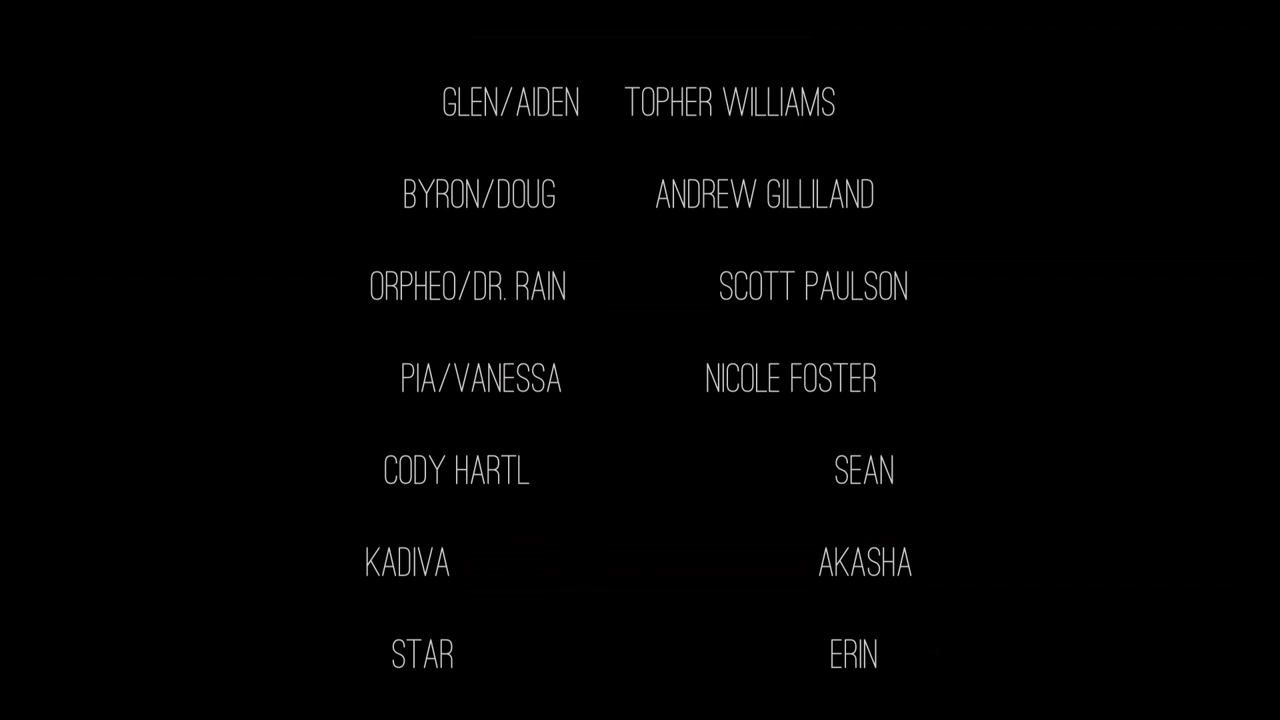 GLEN/AIDEN TOPHER WILLIAMS
BYRON/DOUG ANDREW GILLILAND
ORPHEO/DR. RAIN SCOTT PAULSON
PIA/VANESSA NICOLE FOSTER
CODY HARTL SEAN
KADIVA AKASHA
STAR ERIN